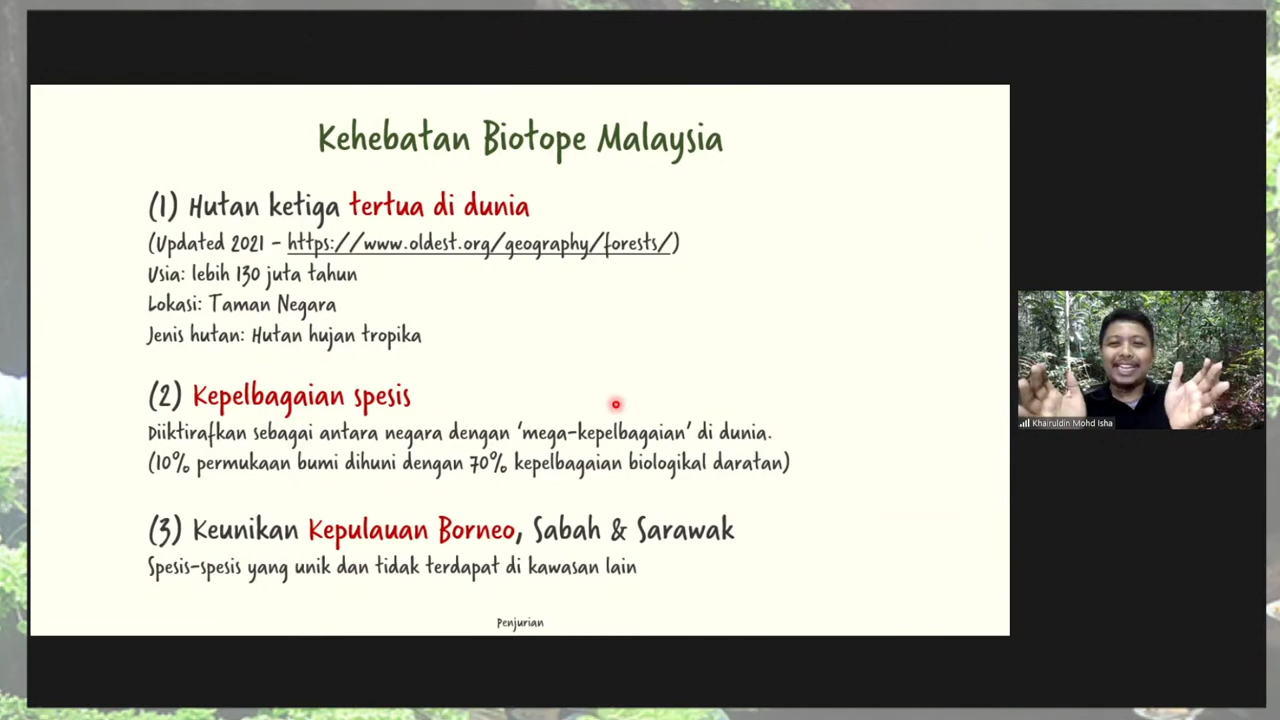 Kehebatan Biotope Malaysia
(1) Hutan ketiga tertua di dunia
(Updated 2021 - https://www.oldest.org/geography/forests/)
Usia: lebih 130 juta tahun
Lokasi: Taman Negara
Jenis hutan: Hutan hujan tropika
(2) Kepelbagaian spesis
Diiktirafkan sebagai antara negara dengan 'mega-kepelbagaian' di dunia.
(10% permukaan bumi dihuni dengan 70% kepelbagaian biologikal daratan)
(3) Keunikan Kepulauan Borneo, Sabah & Sarawak
Spesis-spesis yang unik dan tidak terdapat di kawasan lain
Penjurian
Khairuldin Mohd Isha